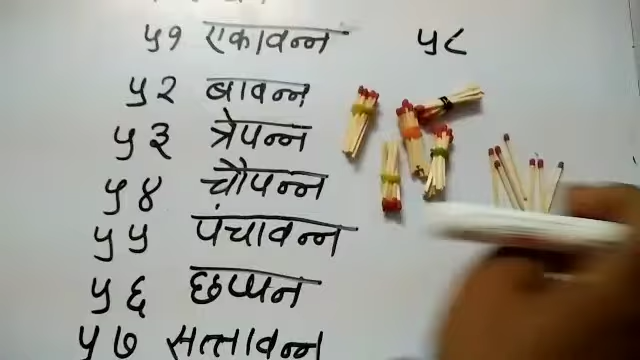 ५१ एकावन्न ५८
५२ बावन्न
५३ त्रेपन्न
५४ चौपन्न
५५ पंचावन्न
५६ छप्पन
५७ सत्तावन्न